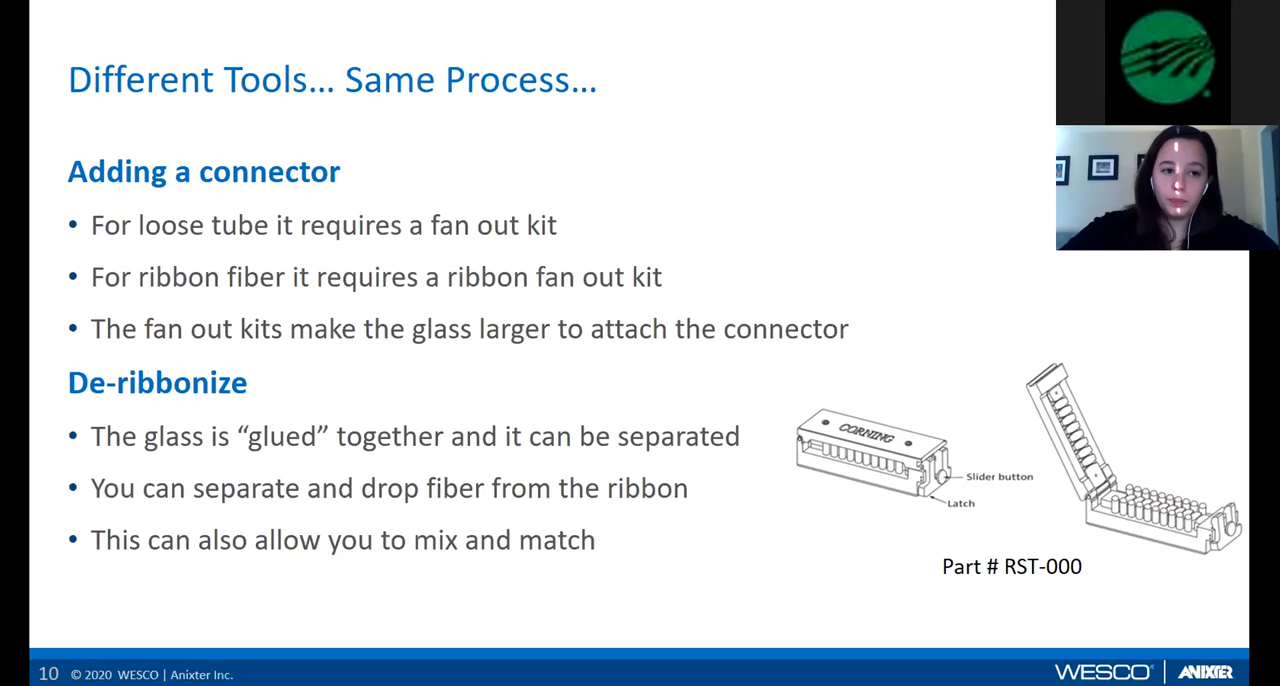 Different Tools... Same Process...
Adding a connector
• For loose tube it requires a fan out kit
• For ribbon fiber it requires a ribbon fan out kit
• The fan out kits make the glass larger to attach the connector
De-ribbonize
• The glass is “glued” together and it can be separated
• You can separate and drop fiber from the ribbon
• This can also allow you to mix and match
CORNING
Slider button
Latch
Part # RST-000
10 © 2020 WESCO | Anixter Inc.
WESCO® | ANIXTER